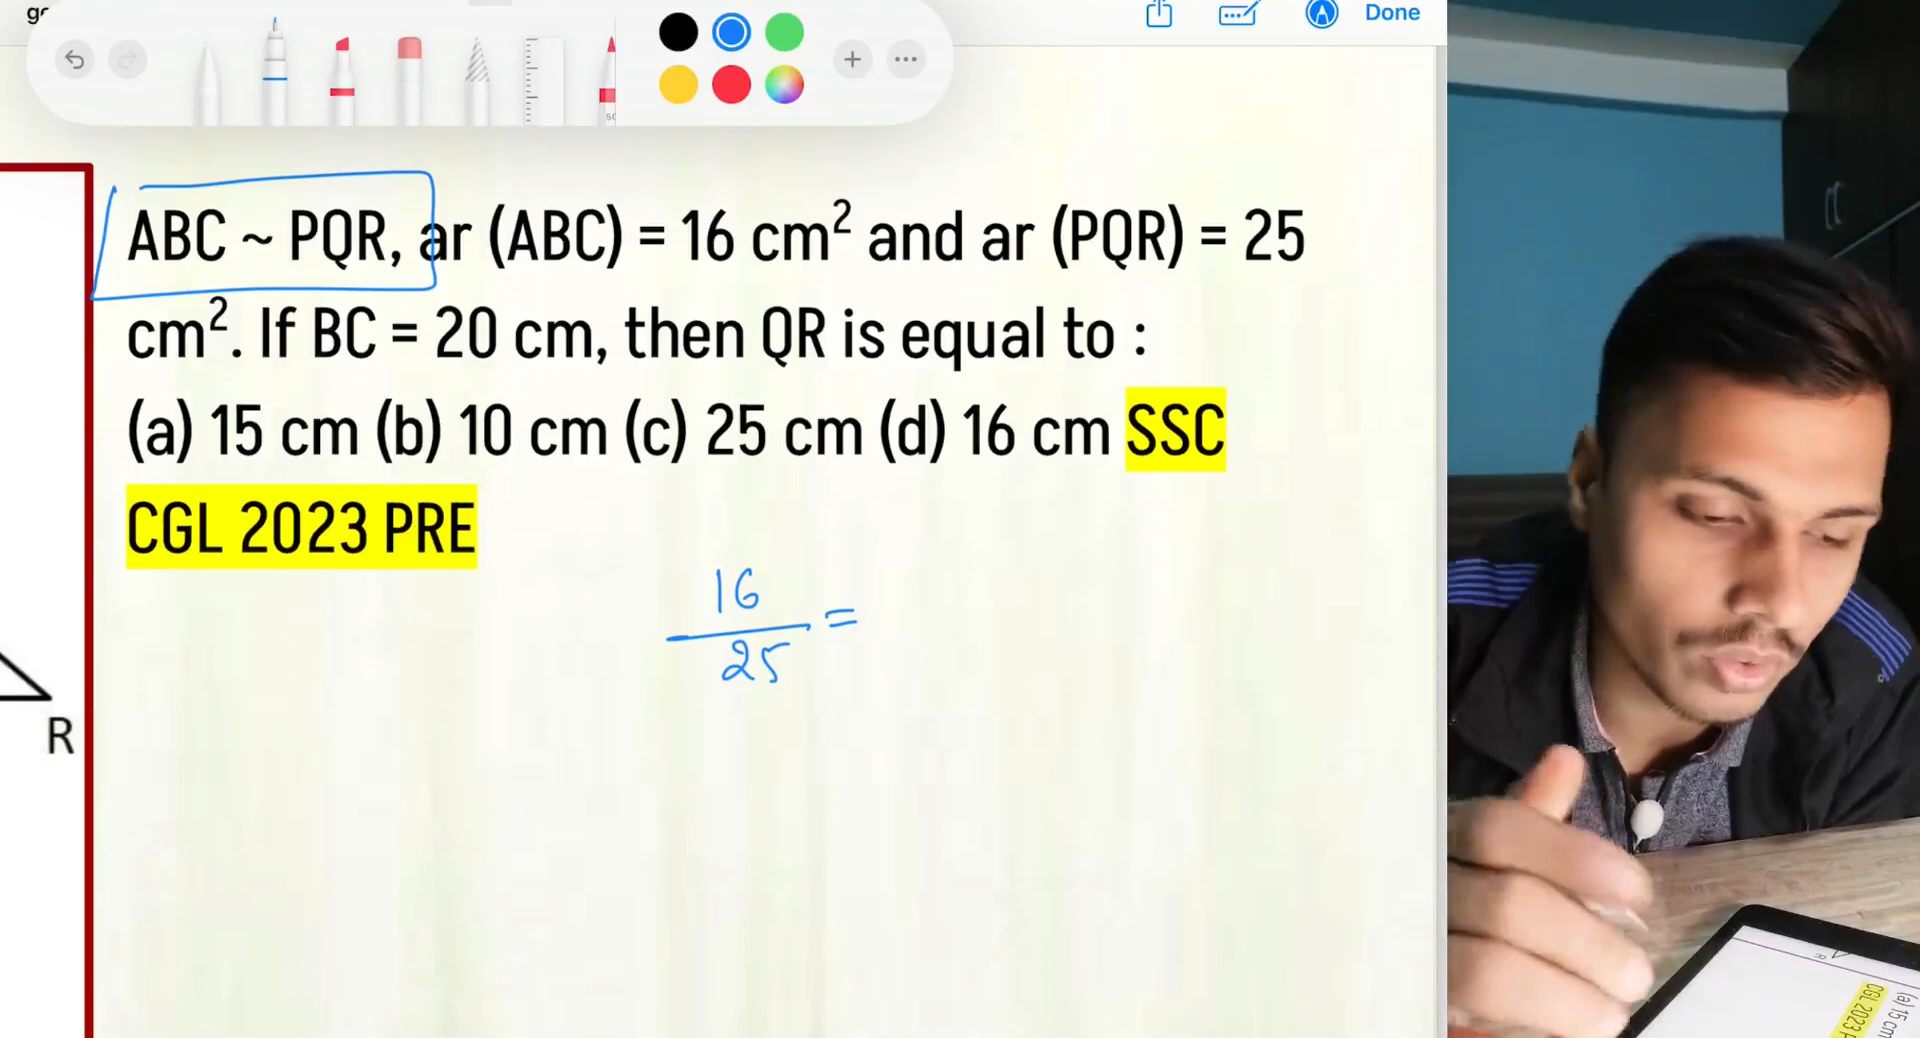 Done
ABC ~ PQR, ar (ABC) = 16 cm² and ar (PQR) = 25
cm². If BC = 20 cm, then QR is equal to :
(a) 15 cm (b) 10 cm (c) 25 cm (d) 16 cm SSC
CGL 2023 PRE
16
=
25
R